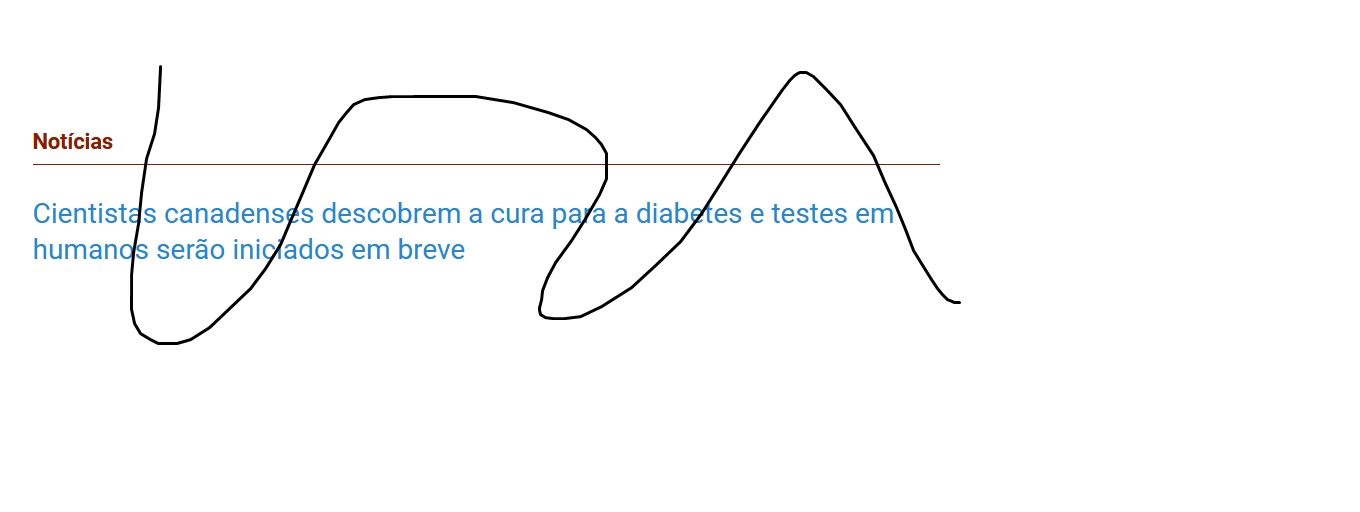 Notícias
Cientistas canadenses descobrem a cura para a diabetes e testes em
humanos serão iniciados em breve